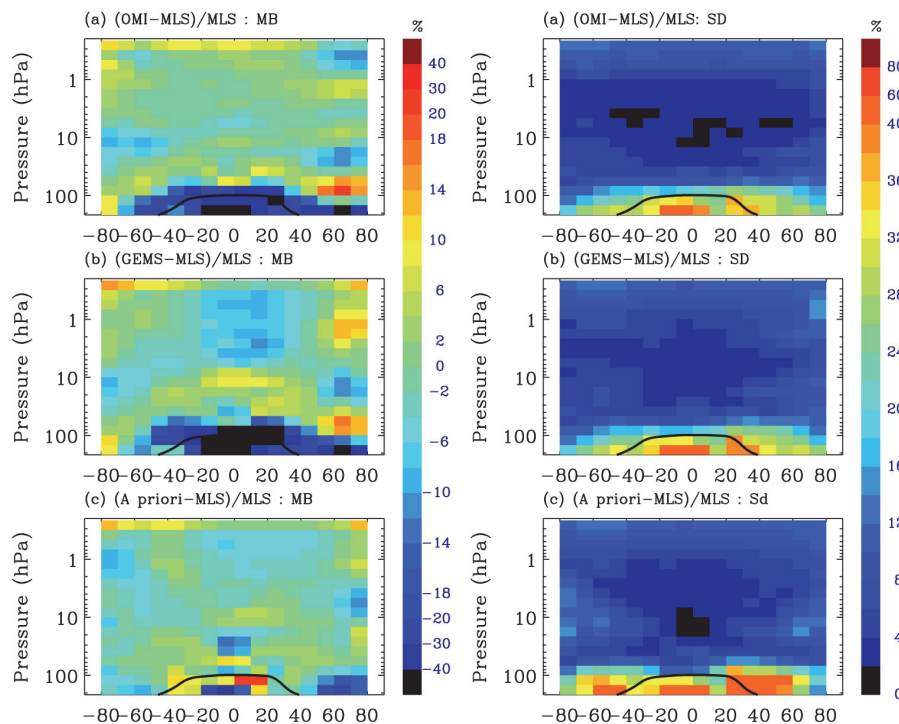 (a) (OMI-MLS)/MLS : MB
Pressure (hPa)
1
10
100
-80-60-40-20 0 20 40 60 80
(b) (GEMS-MLS)/MLS : MB
Pressure (hPa)
1
10
100
-80-60-40-20 0 20 40 60 80
(c) (A priori-MLS)/MLS : MB
Pressure (hPa)
1
10
100
-80-60-40-20 0 20 40 60 80
%
40
30
20
18
14
10
6
2
0
-2
-6
-10
-20
-30
-40
(a) (OMI-MLS)/MLS: SD
Pressure (hPa)
1
10
100
-80-60-40-20 0 20 40 60 80
(b) (GEMS-MLS)/MLS : SD
Pressure (hPa)
1
10
100
-80-60-40-20 0 20 40 60 80
(c) (A priori-MLS)/MLS : Sd
Pressure (hPa)
1
10
100
-80-60-40-20 0 20 40 60 80
%
80
60
40
36
32
28
24
20
16
12
8
4
0